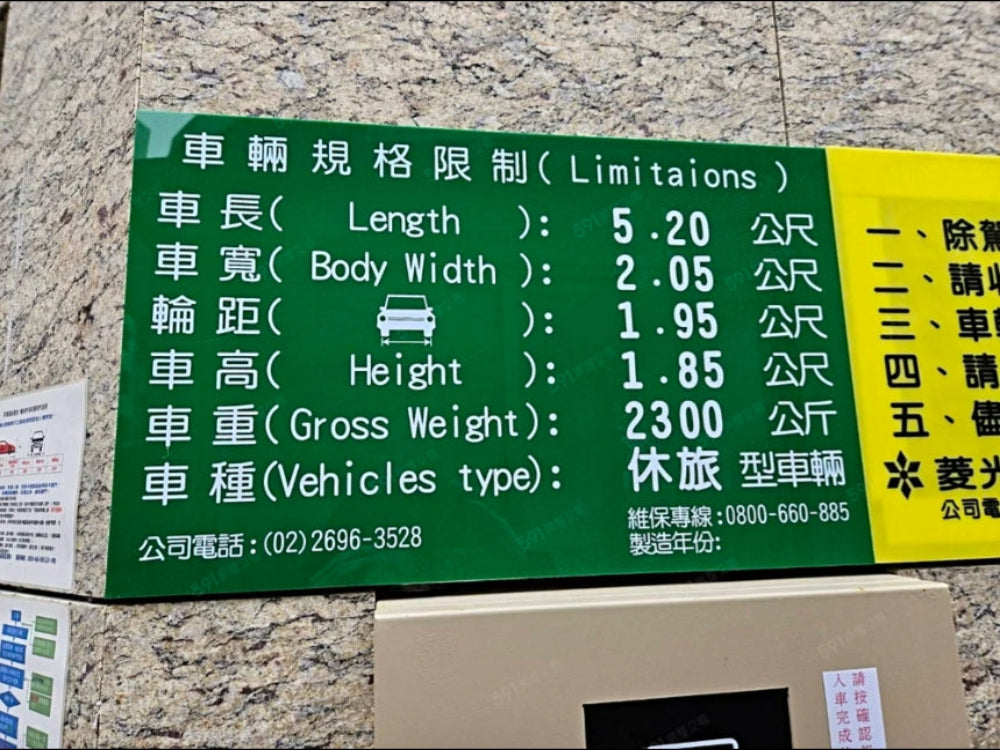 車輛規格限制( Limitaions )
車長( Length ): 5.20 公尺
車寬( Body Width ): 2.05 公尺
輪距( ): 1.95 公尺
車高( Height ): 1.85 公尺
車重(Gross Weight): 2300 公斤
車種(Vehicles type): 休旅 型車輛
維保專線:0800-660-885
公司電話:(02)2696-3528
製造年份:
一、除
二、請
三、車
四、請
五、儘
菱光
公司電
請按確認
人車完成